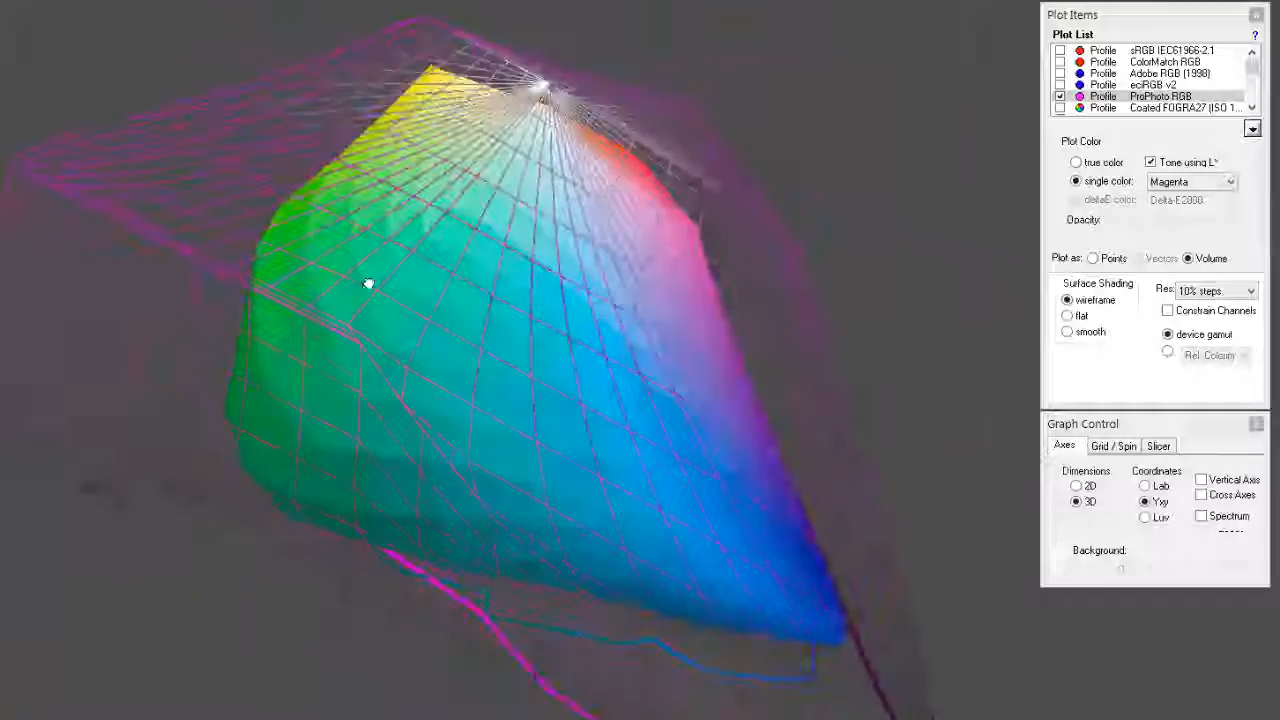 Plot Items
Plot List ?
Profile sRGB IEC61966-2.1
Profile ColorMatch RGB
Profile Adobe RGB (1998)
Profile eciRGB v2
Profile ProPhoto RGB
Profile Coated FOGRA27 (ISO 1...
Plot Color
true color Tone using L*
single color: Magenta
deltaE color: Delta-E2000
Opacity:
Plot as: Points Vectors Volume
Surface Shading Res: 10% steps
wireframe
flat Constrain Channels
smooth device gamut
Rel. Colorim
Graph Control
Axes Grid / Spin Slicer
Dimensions Coordinates
2D Lab Vertical Axis
3D Yxy Cross Axes
Luv Spectrum
Background: